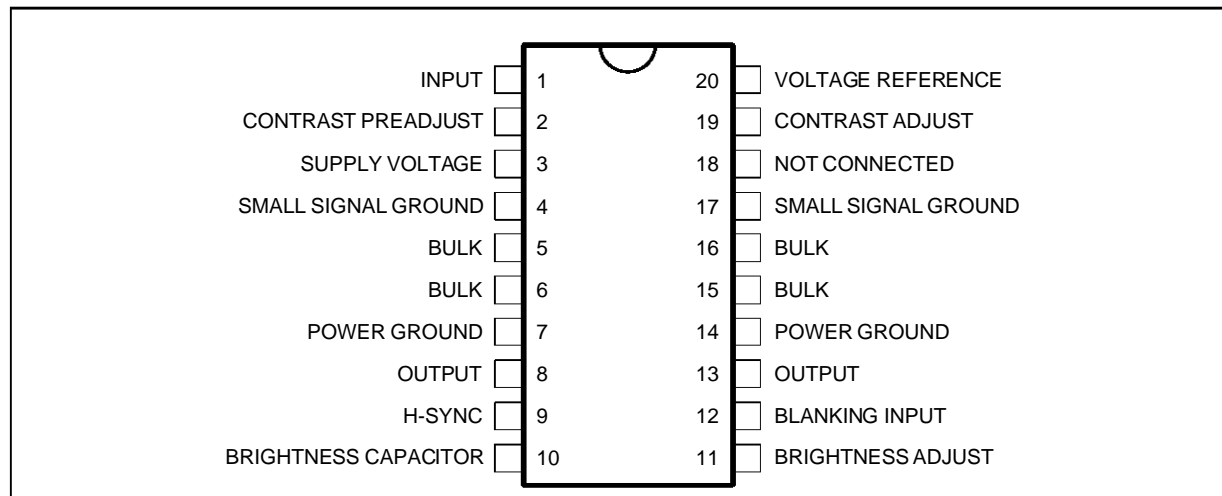 INPUT 1 20 VOLTAGE REFERENCE
CONTRAST PREADJUST 2 19 CONTRAST ADJUST
SUPPLY VOLTAGE 3 18 NOT CONNECTED
SMALL SIGNAL GROUND 4 17 SMALL SIGNAL GROUND
BULK 5 16 BULK
BULK 6 15 BULK
POWER GROUND 7 14 POWER GROUND
OUTPUT 8 13 OUTPUT
H-SYNC 9 12 BLANKING INPUT
BRIGHTNESS CAPACITOR 10 11 BRIGHTNESS ADJUST